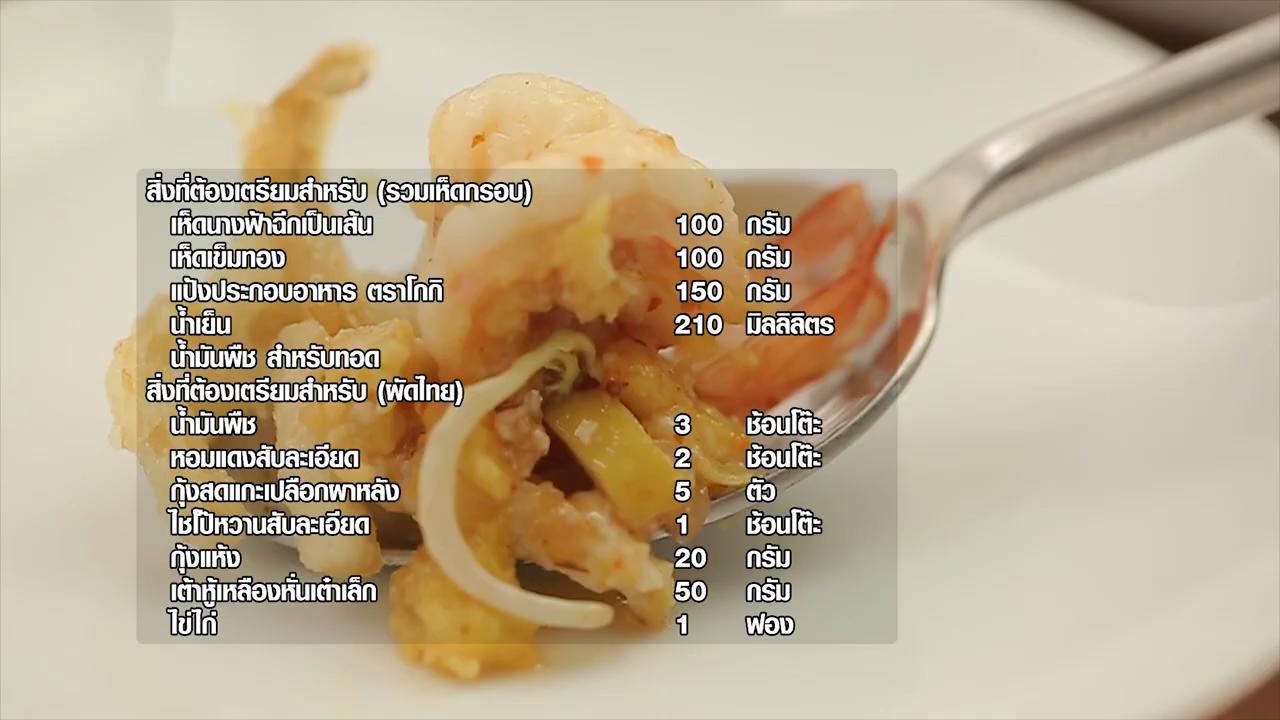 สิ่งที่ต้องเตรียมสำหรับ (รวมเห็ดกรอบ)
เห็ดนางฟ้าฉีกเป็นเส้น 100 กรัม
เห็ดเข็มทอง 100 กรัม
แป้งประกอบอาหาร ตราโกกิ 150 กรัม
น้ำเย็น 210 มิลลิลิตร
น้ำมันพืช สำหรับทอด
สิ่งที่ต้องเตรียมสำหรับ (ผัดไทย)
น้ำมันพืช 3 ช้อนโต๊ะ
หอมแดงสับละเอียด 2 ช้อนโต๊ะ
กุ้งสดแกะเปลือกผาหลัง 5 ตัว
ไชโป๊หวานสับละเอียด 1 ช้อนโต๊ะ
กุ้งแห้ง 20 กรัม
เต้าหู้เหลืองหั่นเต๋าเล็ก 50 กรัม
ไข่ไก่ 1 ฟอง